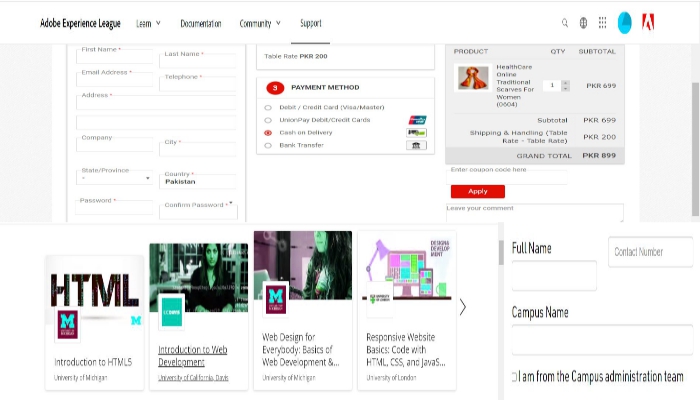 Adobe Experience League
Learn
Documentation
Community
Support
First Name *
Last Name *
Email Address *
Telephone *
Address *
Company
City *
State/Province
Country *
Pakistan
Password *
Confirm Password *
Table Rate PKR 200
3 PAYMENT METHOD
Debit / Credit Card (Visa/Master)
UnionPay Debit/Credit Cards
Cash on Delivery
Bank Transfer
PRODUCT QTY SUBTOTAL
HealthCare
Online
Traditional
Scarves For
Women
(0604)
1
PKR 699
Subtotal PKR 699
Shipping & Handling (Table
Rate - Table Rate)
PKR 200
GRAND TOTAL PKR 899
Enter coupon code here
Apply
Leave your comment
HTML
M
Introduction to HTML5
University of Michigan
UC DAVIS
Introduction to Web
Development
University of California, Davis
M
Web Design for
Everybody: Basics of
Web Development &...
University of Michigan
DESIGN &
DEVELOP
MENT
Responsive Website
Basics: Code with
HTML, CSS, and JavaS...
University of London
Full Name
Contact Number
Campus Name
I am from the Campus administration team